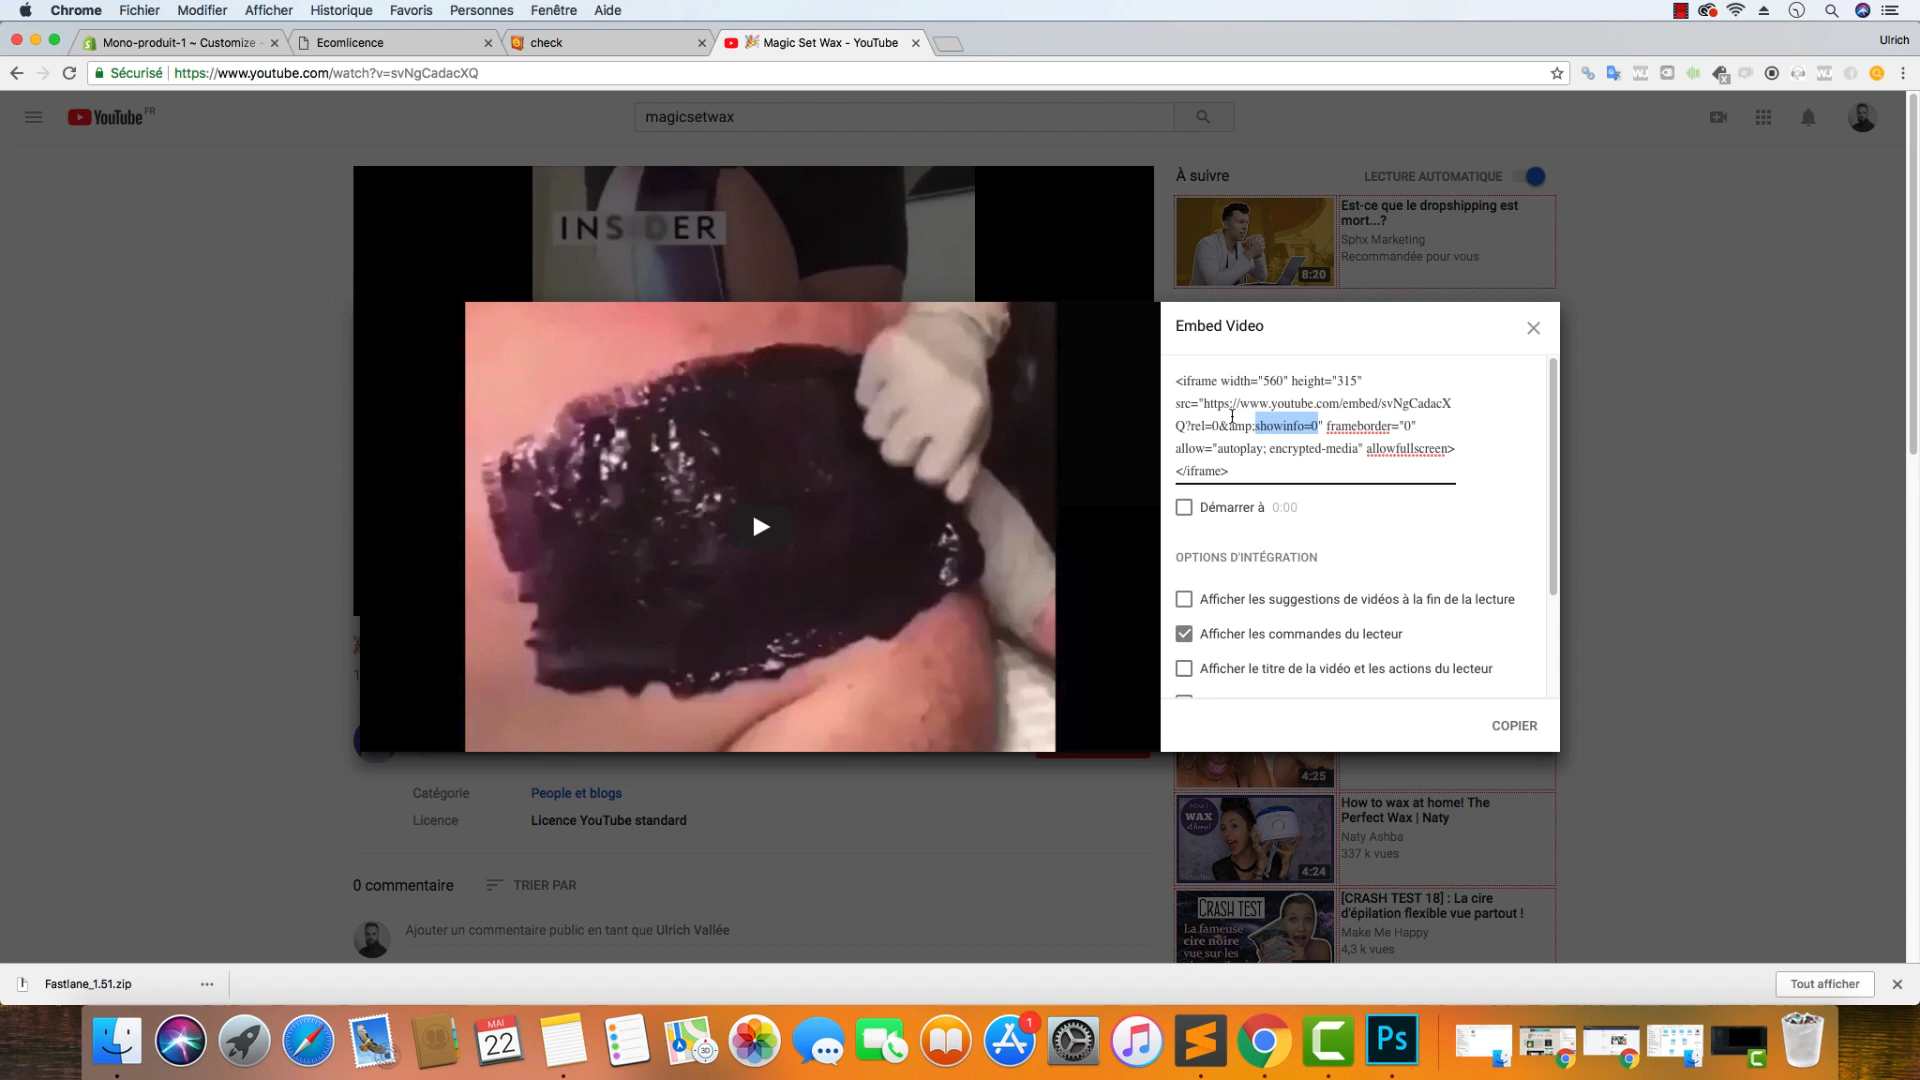 Chrome Fichier Modifier Afficher Historique Favoris Personnes Fenêtre Aide
Mono-produit-1 ~ Customize
Ecomlicence
check
Magic Set Wax - YouTube
Ulrich
Sécurisé https://www.youtube.com/watch?v=svNgCadacXQ
YouTube FR
magicsetwax
INSIDER
À suivre
LECTURE AUTOMATIQUE
Est-ce que le dropshipping est
mort...?
Sphx Marketing
Recommandée pour vous
8:20
Embed Video
<iframe width="560" height="315"
src="https://www.youtube.com/embed/svNgCadacX
Q?rel=0&amp;showinfo=0" frameborder="0"
allow="autoplay; encrypted-media" allowfullscreen>
</iframe>
Démarrer à 0:00
OPTIONS D'INTÉGRATION
Afficher les suggestions de vidéos à la fin de la lecture
Afficher les commandes du lecteur
Afficher le titre de la vidéo et les actions du lecteur
COPIER
4:25
Catégorie People et blogs
Licence Licence YouTube standard
How to wax at home! The
Perfect Wax | Naty
Naty Ashba
337 k vues
WAX
4:24
0 commentaire TRIER PAR
[CRASH TEST 18] : La cire
d'épilation flexible vue partout !
Make Me Happy
4,3 k vues
CRASH TEST
La fameuse
cire noire
vue sur les
Ajouter un commentaire public en tant que Ulrich Vallée
Fastlane_1.51.zip
Tout afficher
MAI
22
3D
1
Ps